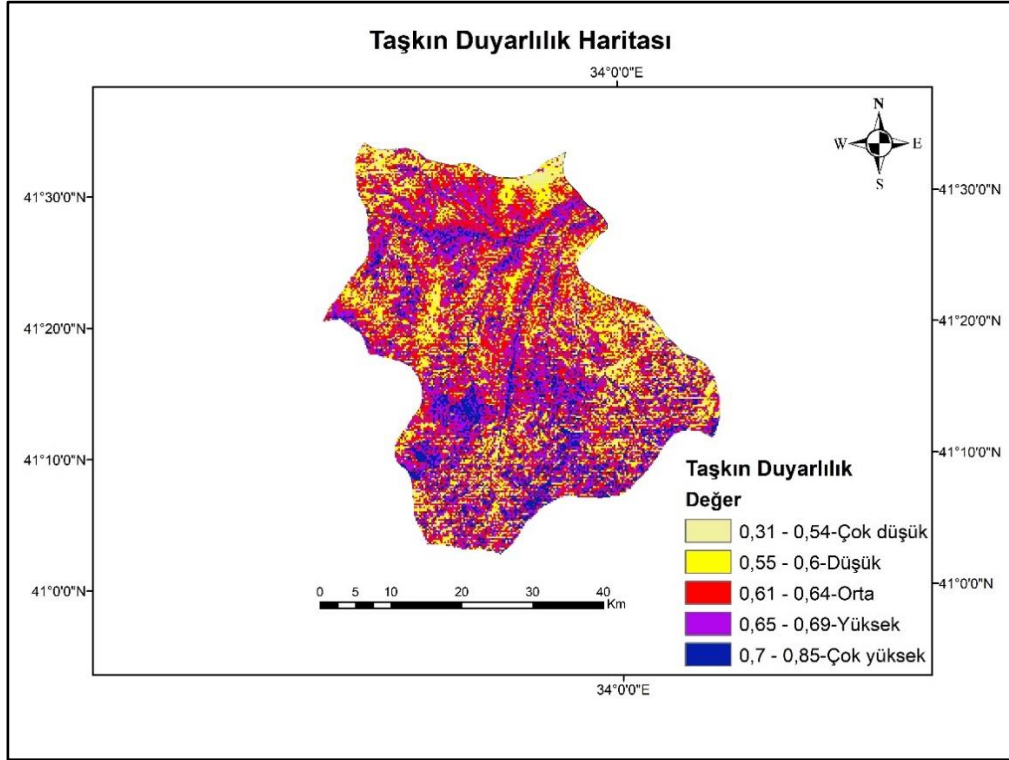 Taşkın Duyarlılık Haritası
34°0'0"E
N
W E
S
41°30'0"N 41°30'0"N
41°20'0"N 41°20'0"N
41°10'0"N 41°10'0"N
41°0'0"N 41°0'0"N
Taşkın Duyarlılık
Değer
0,31 - 0,54-Çok düşük
0,55 - 0,6-Düşük
0,61 - 0,64-Orta
0,65 - 0,69-Yüksek
0,7 - 0,85-Çok yüksek
0 5 10 20 30 40
Km
34°0'0"E